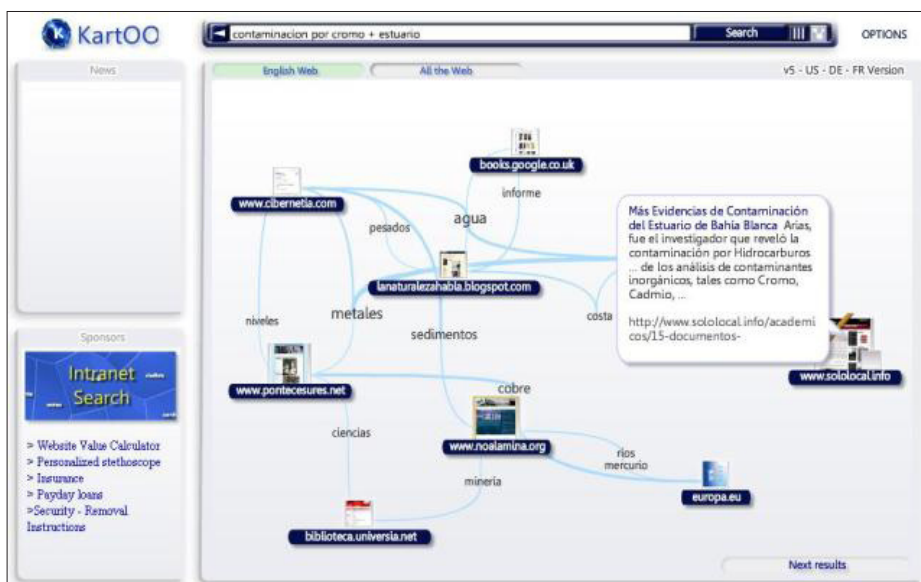 KartOO
contaminacion por cromo + estuario
Search
OPTIONS
News
English Web
All the Web
v5 - US - DE - FR Version
books.google.co.uk
informe
www.cibernetia.com
agua
pesados
Más Evidencias de Contaminación
del Estuario de Bahía Blanca Arias,
fue el investigador que reveló la
contaminación por Hidrocarburos
... de los análisis de contaminantes
inorgánicos, tales como Cromo,
Cadmio, ...
http://www.sololocal.info/academi
cos/15-documentos-
lanaturalezahabla.blogspot.com
niveles
metales
costa
sedimentos
www.sololocal.info
www.pontecesures.net
cobre
ciencias
www.noalamina.org
rios
mercurio
mineria
europa.eu
biblioteca.universia.net
Next results
Sponsors
Intranet
Search
> Website Value Calculator
> Personalized stethoscope
> Insurance
> Payday loans
>Security - Removal
Instructions